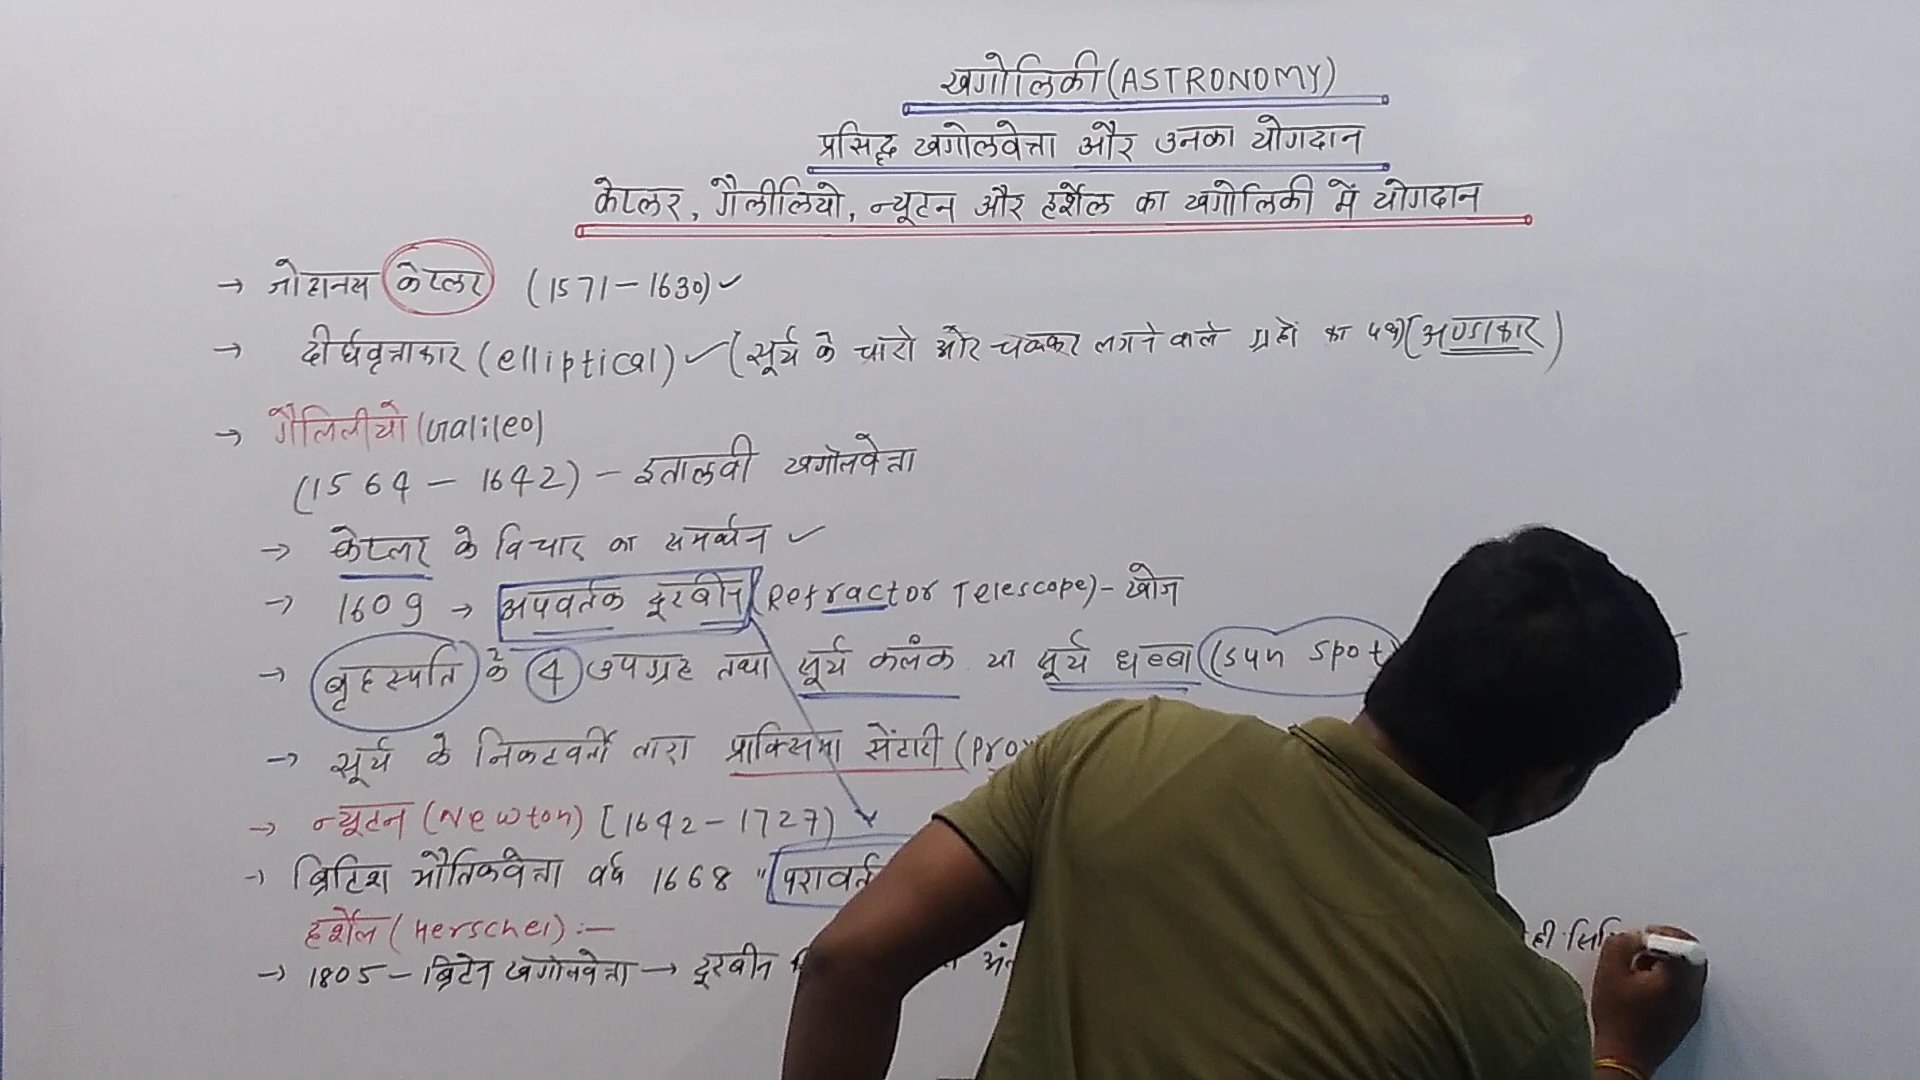 खगोलिकी (ASTRONOMY)
प्रसिद्ध खगोलवेत्ता और उनका योगदान
केप्लर, गैलीलियो, न्यूटन और हर्शेल का खगोलिकी में योगदान
→ जोहानस केप्लर (1571-1630) ✓
→ दीर्घवृत्ताकार (elliptical) ✓ (सूर्य के चारो ओर चक्कर लगाने वाले ग्रहों का पथ) (अण्डाकार)
→ गैलिलीयो (Galileo)
(1564 - 1642) - इतालवी खगोलवेत्ता
→ केप्लर के विचार का समर्थन ✓
→ 1609 → अपवर्तक दूरबीन (Refractor Telescope) - खोज
→ बृहस्पति के 4 उपग्रह तथा सूर्य कलंक या सूर्य धब्बा (Sun Spot)
→ सूर्य के निकटवर्ती तारा प्राक्सिमा सेंटारी (Pro
→ न्यूटन (Newton) [1642-1727)
→ ब्रिटिश भौतिकवेत्ता वर्ष 1668 "परावर्त
हर्शेल (Herschel) :-
→ 1805 - ब्रिटेन खगोलवेत्ता → दूरबीन